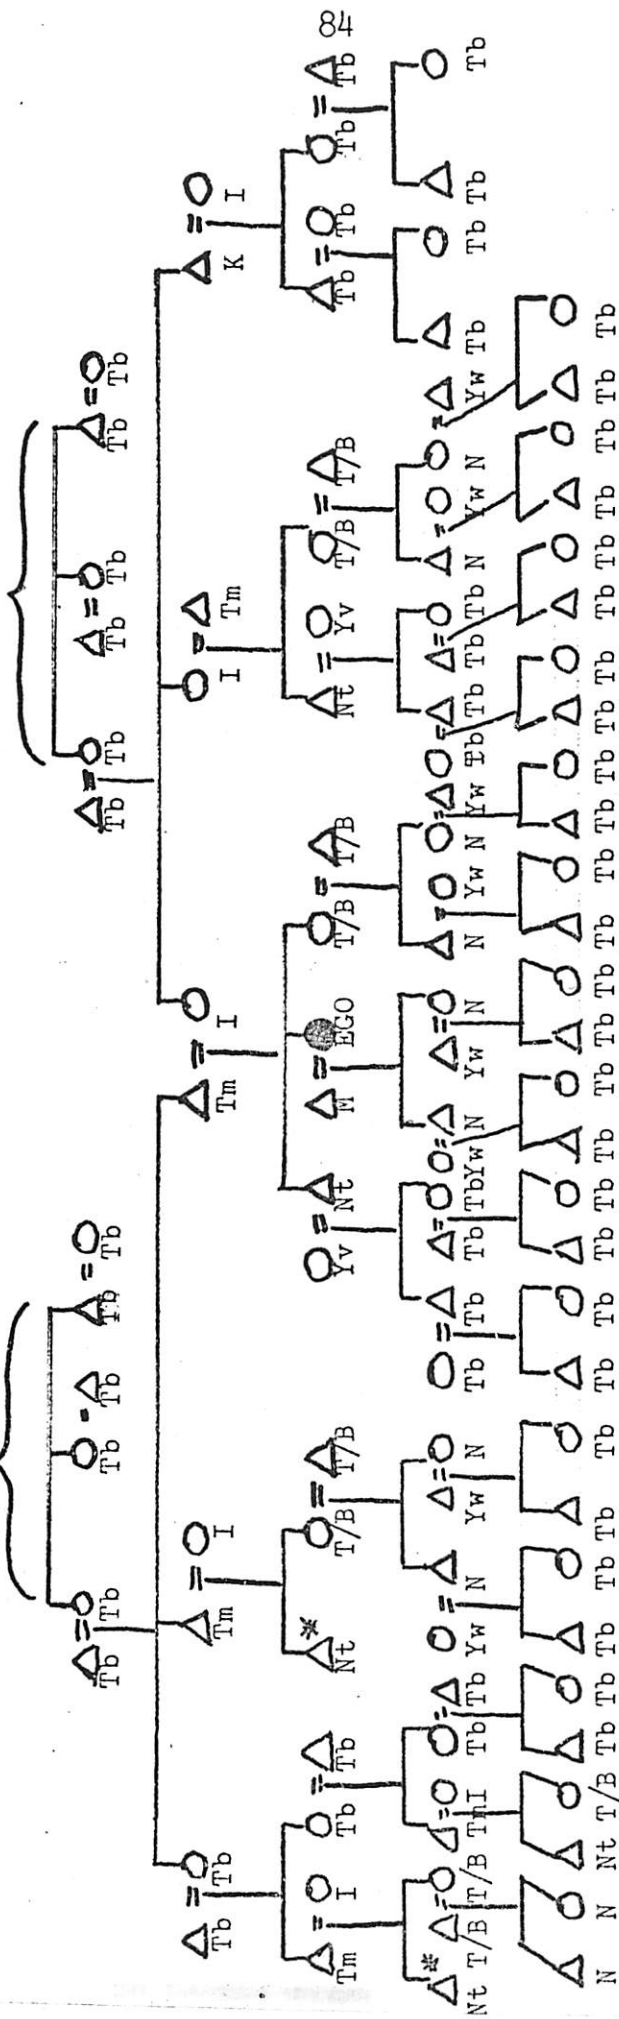 84
Tb Tb Tb Tb Tb Tb Tb Tb Tb Tb Tb Tb
Tb Tb Tm I Tm I I Tm K I
* *
Tm I Tb Tb Nt T/B T/B Yv Nt M EGO T/B T/B Nt Yv T/B T/B Tb Tb Tb Tb
Nt T/B T/B TmI Tb Tb Yw N Yw N Tb Tb Tb TbYw N Yw N N Yw N Yw Tb Tb Tb Tb N Yw N Yw Tb Tb Tb Tb
N N Nt T/B Tb Tb Tb Tb Tb Tb Tb Tb Tb Tb Tb Tb Tb Tb Tb Tb Tb Tb Tb Tb Tb Tb Tb Tb Tb Tb